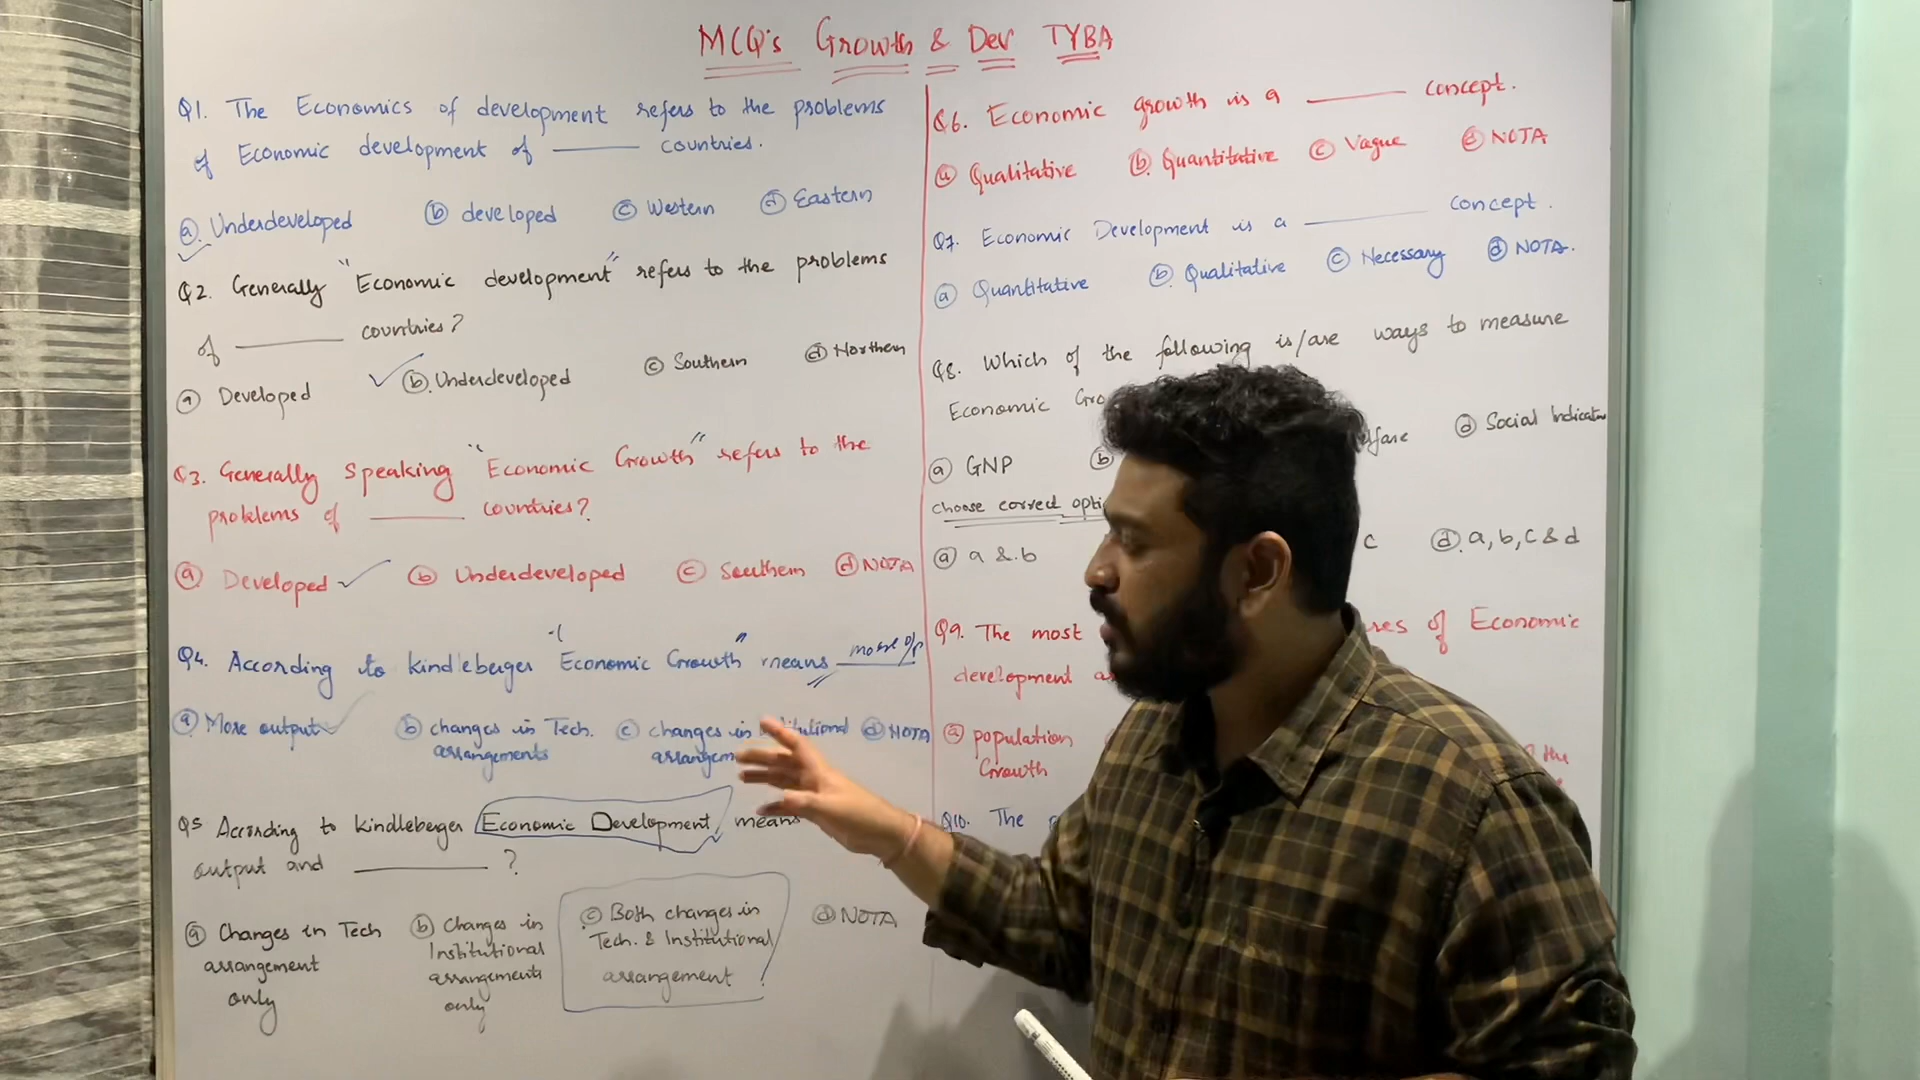 MCQ's Growth & Dev TYBA
Q1. The Economics of development refers to the problems
of Economic development of ______ countries.
(a). Underdeveloped (b) developed (c) Western (d) Eastern
Q2. Generally "Economic development" refers to the problems
of ______ countries?
(a) Developed (b). Underdeveloped (c) Southern (d) Northern
Q3. Generally speaking "Economic Growth" refers to the
problems of ______ countries?
(a) Developed (b) Underdeveloped (c) Southern (d) NOTA
Q4. According to kindleberger "Economic Growth" means more o/p
(a) More output (b) changes in Tech. arrangements (c) changes in (d) NOTA
Q5 According to kindleberger Economic Development, means
output and ______ ?
(a) Changes in Tech
arrangement
only
(b) Changes in
Institutional
arrangements
only
(c) Both changes in
Tech. & Institutional
arrangement
(d) NOTA
Q6. Economic growth is a ______ concept.
(a) Qualitative (b). Quantitative (c) Vague (d) NOTA
Q7. Economic Development is a ______ concept.
(a) Quantitative (b). Qualitative (c) Necessary (d) NOTA.
Q8. Which of the following is/are ways to measure
Economic
(a) GNP (b) (d) Social
choose correct
(a) a & b c (d). a, b, c & d
Q9. The most of Economic
development
(a) population
Growth
the
Q10. The